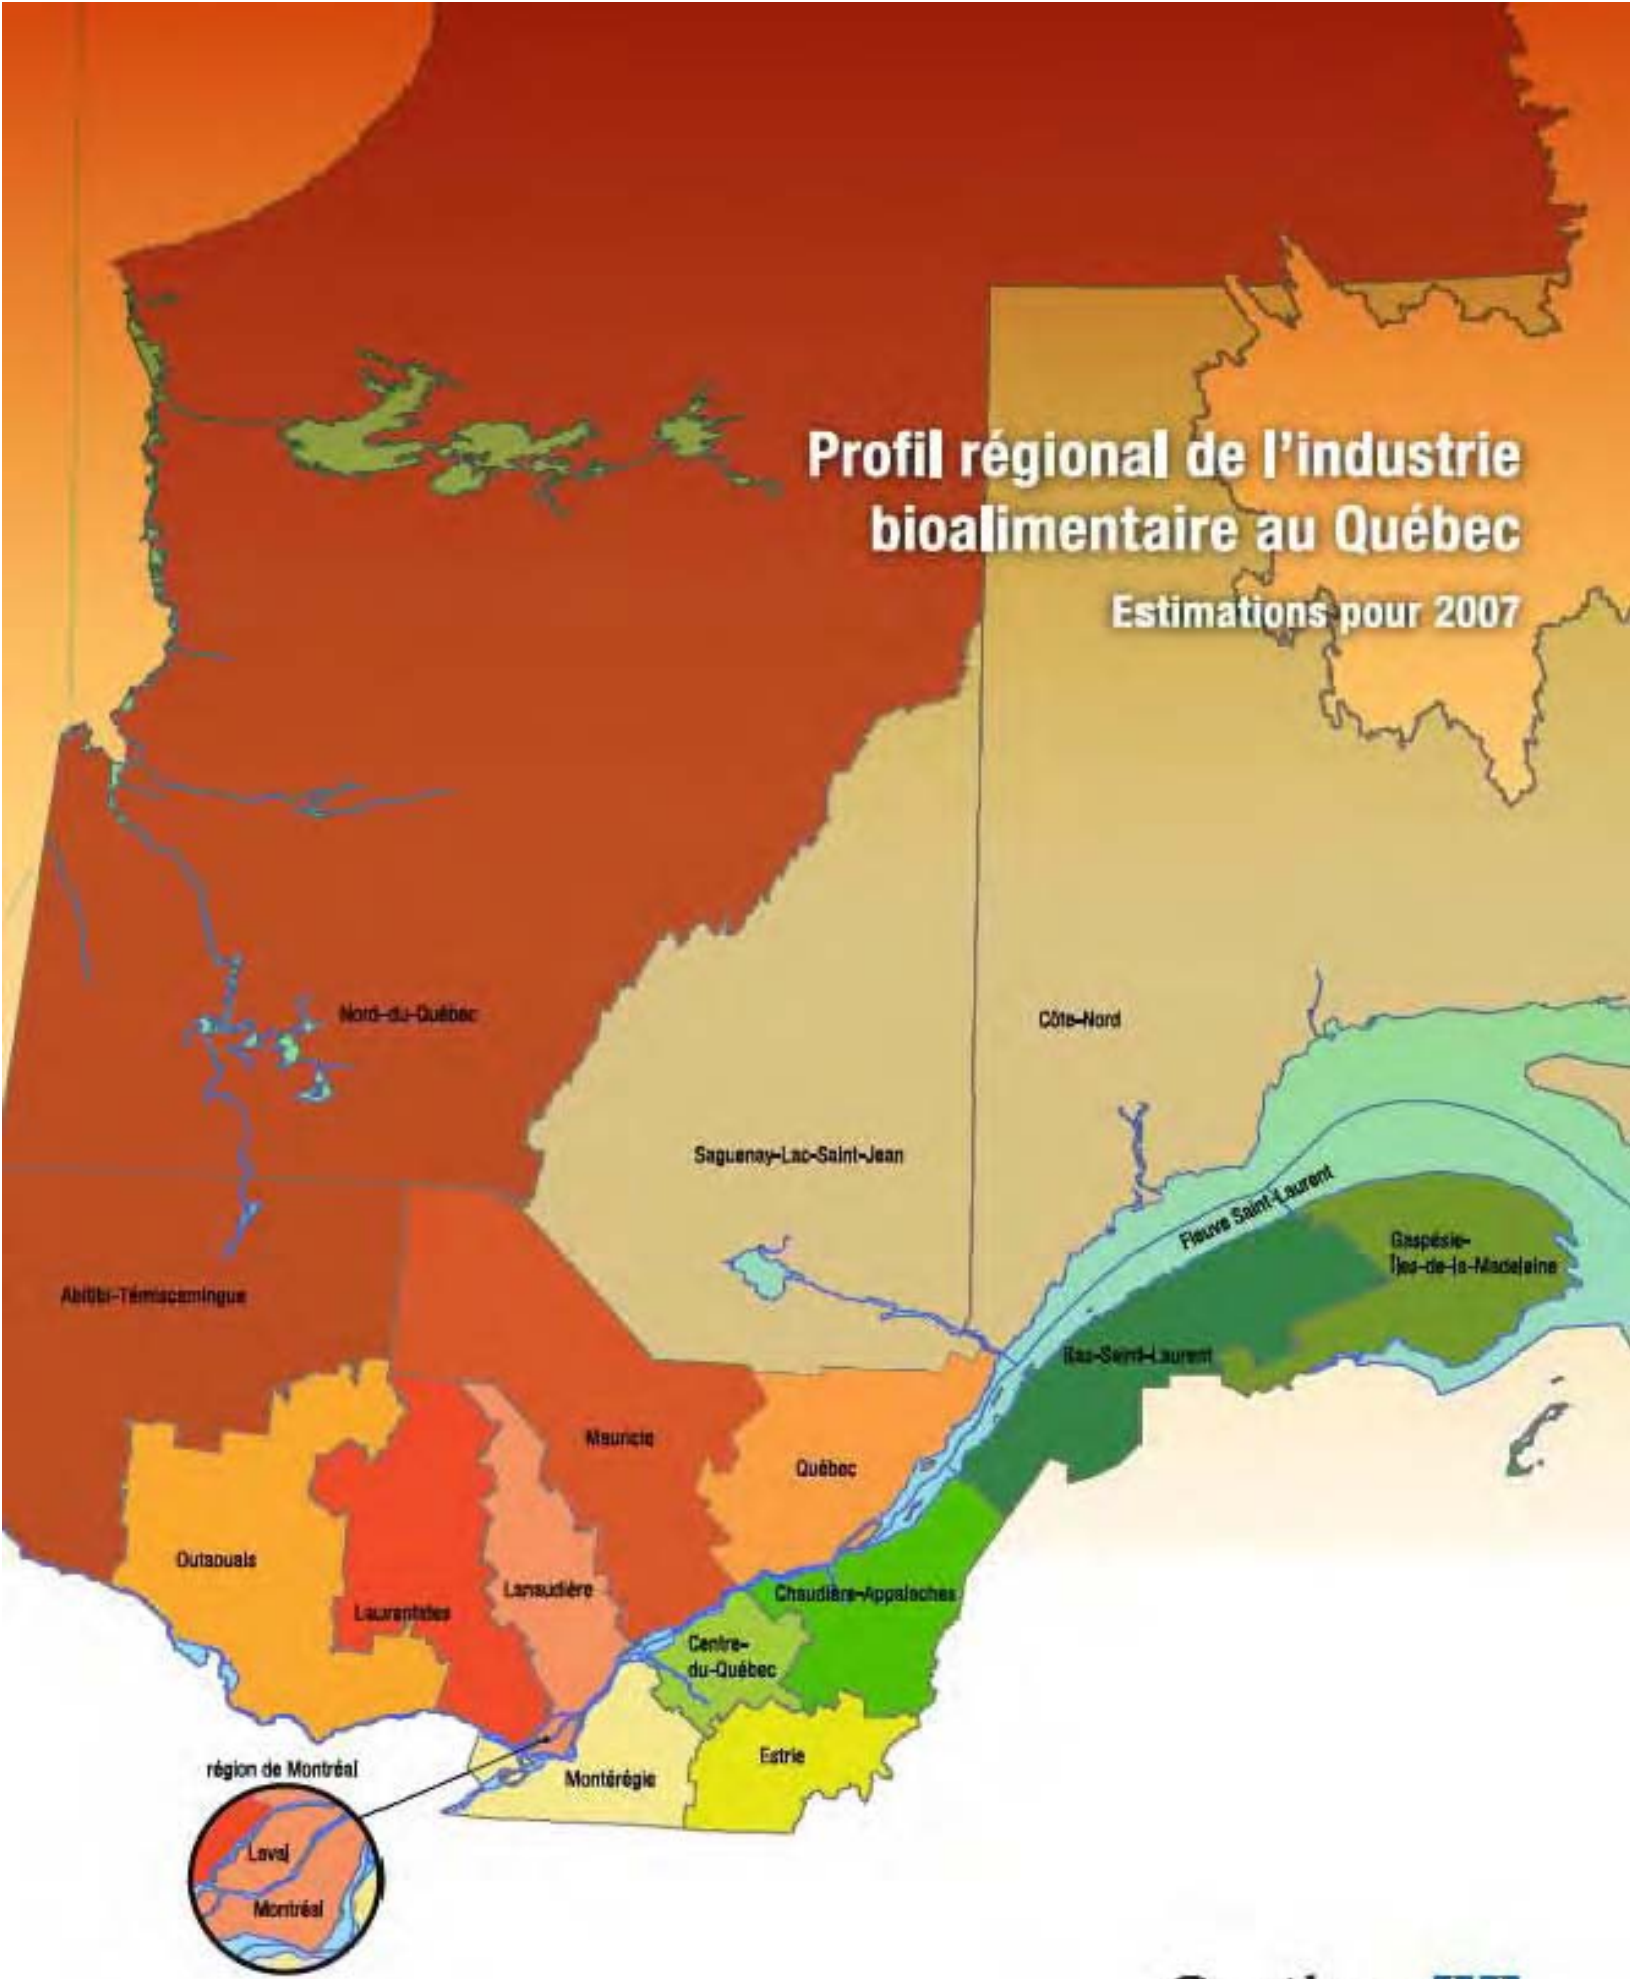 Profil régional de l'industrie
bioalimentaire au Québec
Estimations pour 2007
Nord-du-Québec
Côte-Nord
Saguenay-Lac-Saint-Jean
Fleuve Saint-Laurent
Gaspésie-
Îles-de-la-Madeleine
Abitibi-Témiscamingue
Bas-Saint-Laurent
Mauricie
Québec
Outaouais
Lanaudière
Chaudière-Appalaches
Laurentides
Centre-
du-Québec
Estrie
région de Montréal
Montérégie
Laval
Montréal